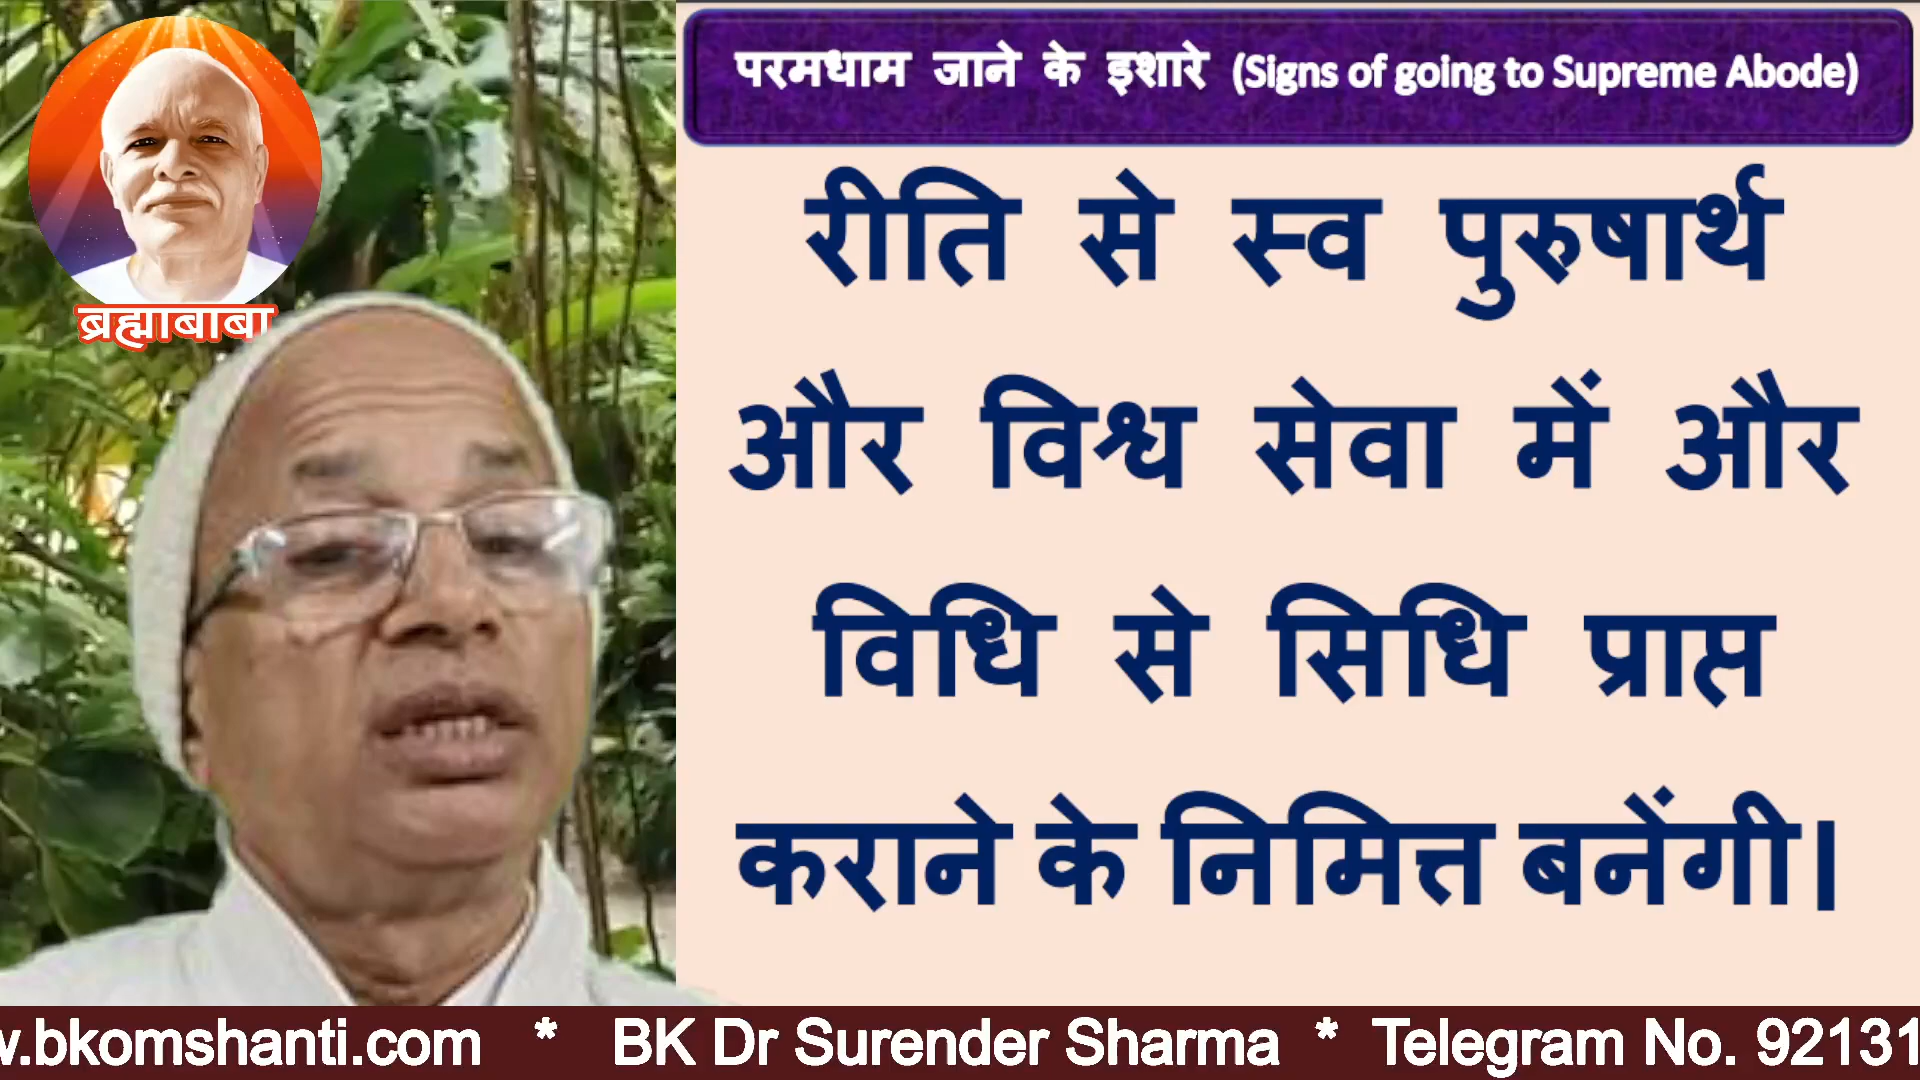 परमधाम जाने के इशारे (Signs of going to Supreme Abode)
ब्रह्माबाबा
रीति से स्व पुरुषार्थ
और विश्व सेवा में और
विधि से सिधि प्राप्त
कराने के निमित्त बनेंगी।
w.bkomshanti.com * BK Dr Surender Sharma * Telegram No. 92131